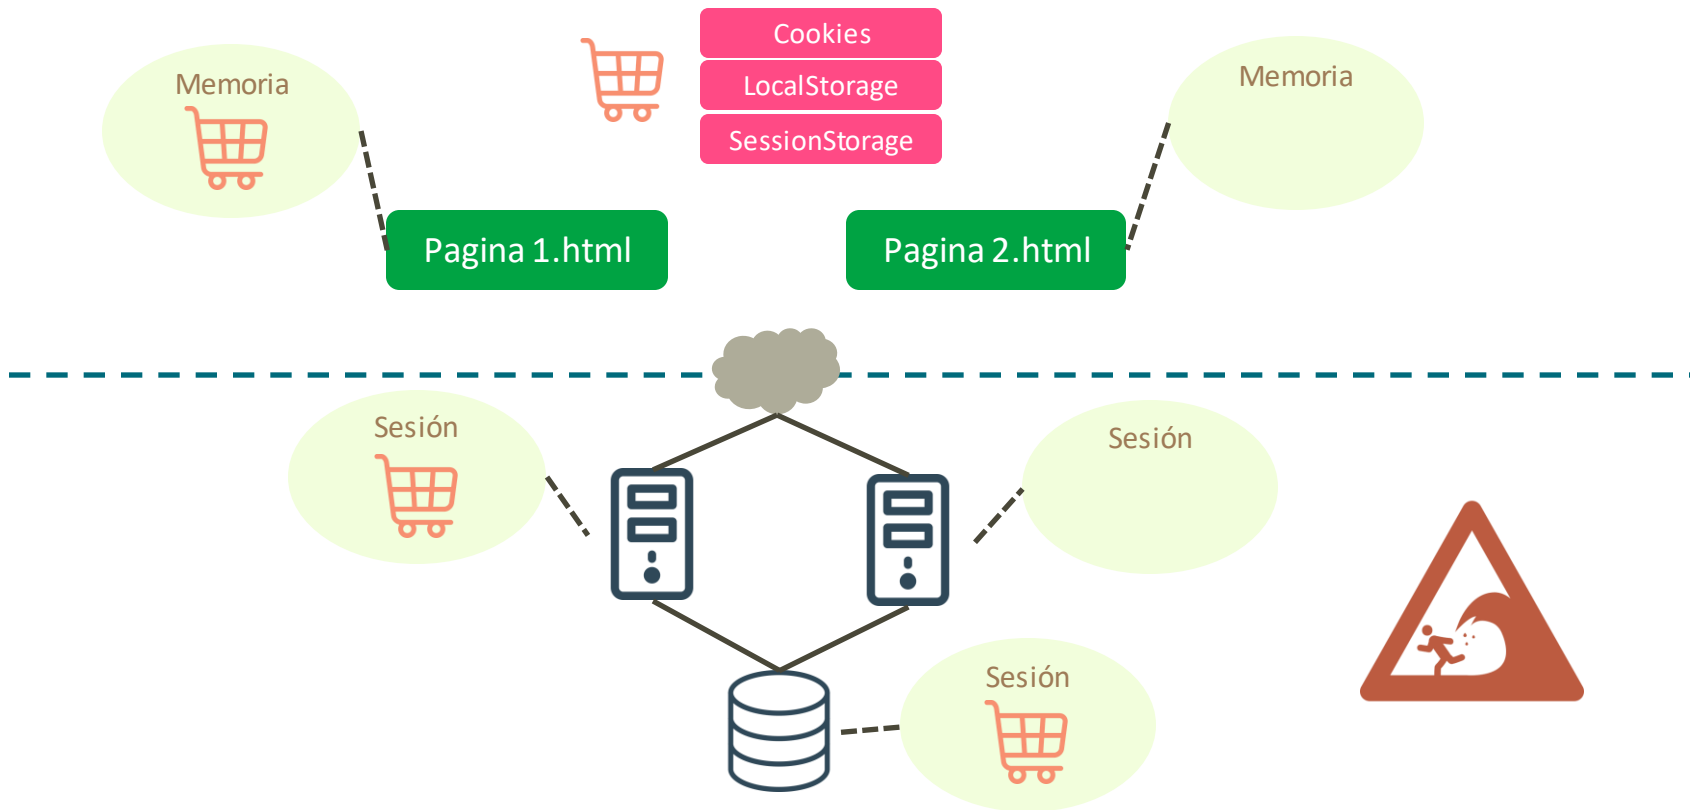 Cookies
Memoria
LocalStorage
Memoria
SessionStorage
Pagina 1.html
Pagina 2.html
Sesión
Sesión
Sesión